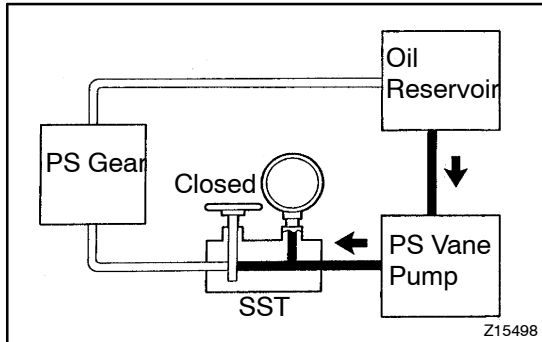 Oil
Reservoir
PS Gear
Closed
PS Vane
Pump
SST
Z15498